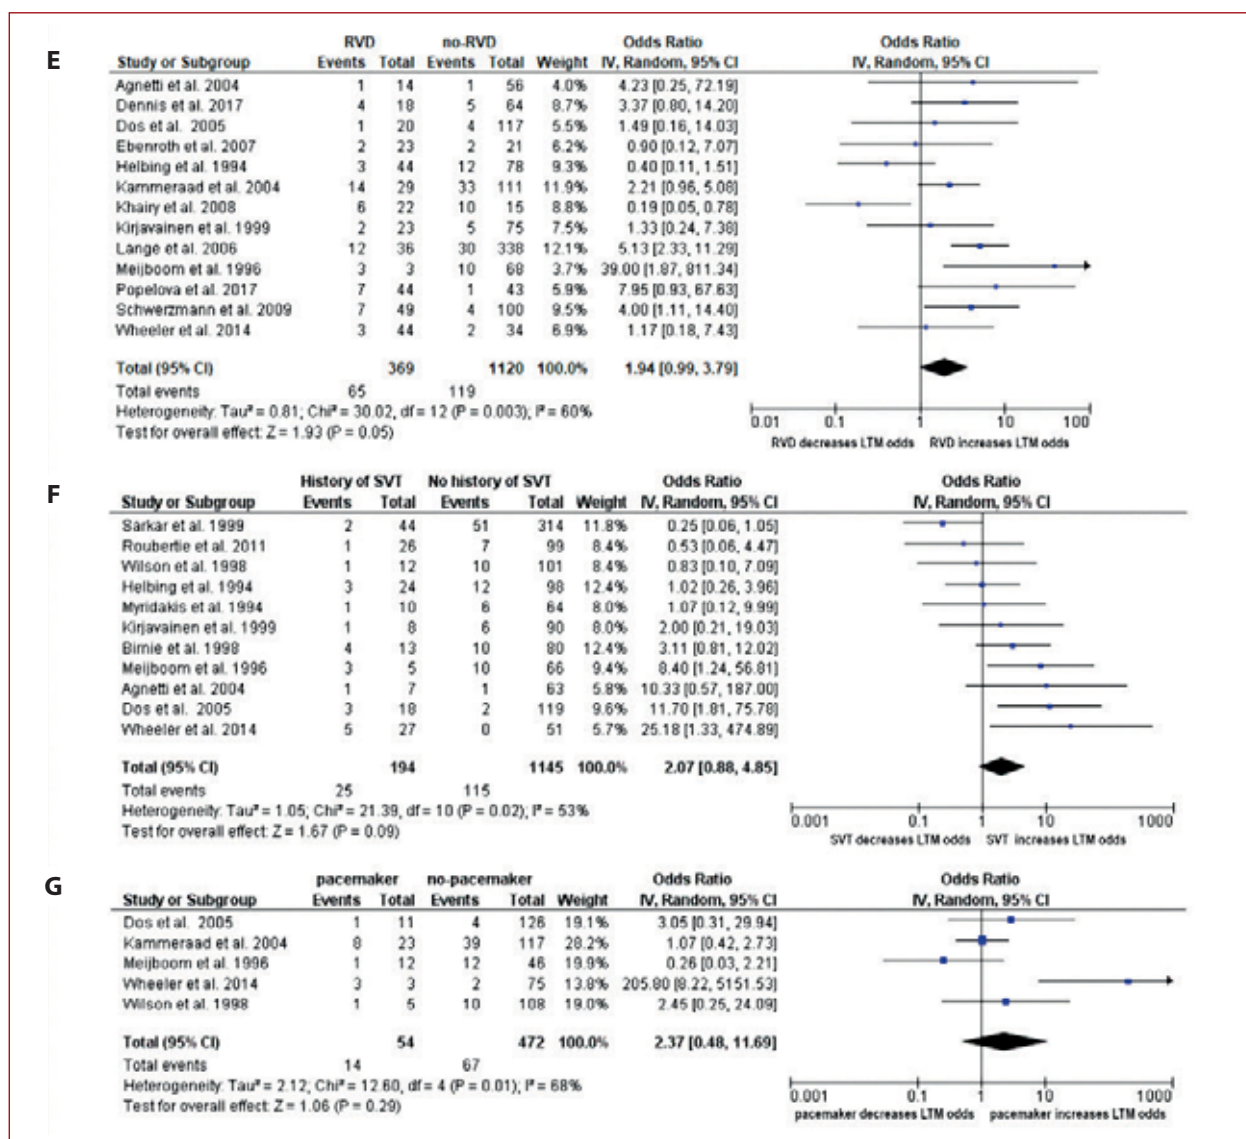 E
RVD no-RVD Odds Ratio Odds Ratio
Study or Subgroup Events Total Events Total Weight IV, Random, 95% CI IV, Random, 95% CI
Agnetti et al. 2004 1 14 1 56 4.0% 4.23 [0.25, 72.19]
Dennis et al. 2017 4 18 5 64 8.7% 3.37 [0.80, 14.20]
Dos et al. 2005 1 20 4 117 5.5% 1.49 [0.16, 14.03]
Ebenroth et al. 2007 2 23 2 21 6.2% 0.90 [0.12, 7.07]
Helbing et al. 1994 3 44 12 78 9.3% 0.40 [0.11, 1.51]
Kammeraad et al. 2004 14 29 33 111 11.9% 2.21 [0.96, 5.08]
Khairy et al. 2008 6 22 10 15 8.8% 0.19 [0.05, 0.78]
Kirjavainen et al. 1999 2 23 5 75 7.5% 1.33 [0.24, 7.38]
Lange et al. 2006 12 36 30 338 12.1% 5.13 [2.33, 11.29]
Meijboom et al. 1996 3 3 10 68 3.7% 39.00 [1.87, 811.34]
Popelova et al. 2017 7 44 1 43 5.9% 7.95 [0.93, 67.63]
Schwerzmann et al. 2009 7 49 4 100 9.5% 4.00 [1.11, 14.40]
Wheeler et al. 2014 3 44 2 34 6.9% 1.17 [0.18, 7.43]
Total (95% CI) 369 1120 100.0% 1.94 [0.99, 3.79]
Total events 65 119
Heterogeneity: Tau² = 0.81; Chi² = 30.02, df = 12 (P = 0.003); I² = 60%
Test for overall effect: Z = 1.93 (P = 0.05)
0.01 0.1 1 10 100
RVD decreases LTM odds RVD increases LTM odds
F
History of SVT No history of SVT Odds Ratio Odds Ratio
Study or Subgroup Events Total Events Total Weight IV, Random, 95% CI IV, Random, 95% CI
Sarkar et al. 1999 2 44 51 314 11.8% 0.25 [0.06, 1.05]
Roubertie et al. 2011 1 26 7 99 8.4% 0.53 [0.06, 4.47]
Wilson et al. 1998 1 12 10 101 8.4% 0.83 [0.10, 7.09]
Helbing et al. 1994 3 24 12 98 12.4% 1.02 [0.26, 3.96]
Myridakis et al. 1994 1 10 6 64 8.0% 1.07 [0.12, 9.99]
Kirjavainen et al. 1999 1 8 6 90 8.0% 2.00 [0.21, 19.03]
Birnie et al. 1998 4 13 10 80 12.4% 3.11 [0.81, 12.02]
Meijboom et al. 1996 3 5 10 66 9.4% 8.40 [1.24, 56.81]
Agnetti et al. 2004 1 7 1 63 5.8% 10.33 [0.57, 187.00]
Dos et al. 2005 3 18 2 119 9.6% 11.70 [1.81, 75.78]
Wheeler et al. 2014 5 27 0 51 5.7% 25.18 [1.33, 474.89]
Total (95% CI) 194 1145 100.0% 2.07 [0.88, 4.85]
Total events 25 115
Heterogeneity: Tau² = 1.05; Chi² = 21.39, df = 10 (P = 0.02); I² = 53%
Test for overall effect: Z = 1.67 (P = 0.09)
0.001 0.1 1 10 1000
SVT decreases LTM odds SVT increases LTM odds
G
pacemaker no-pacemaker Odds Ratio Odds Ratio
Study or Subgroup Events Total Events Total Weight IV, Random, 95% CI IV, Random, 95% CI
Dos et al. 2005 1 11 4 126 19.1% 3.05 [0.31, 29.94]
Kammeraad et al. 2004 8 23 39 117 28.2% 1.07 [0.42, 2.73]
Meijboom et al. 1996 1 12 12 46 19.9% 0.26 [0.03, 2.21]
Wheeler et al. 2014 3 3 2 75 13.8% 205.80 [8.22, 5151.53]
Wilson et al. 1998 1 5 10 108 19.0% 2.45 [0.25, 24.09]
Total (95% CI) 54 472 100.0% 2.37 [0.48, 11.69]
Total events 14 67
Heterogeneity: Tau² = 2.12; Chi² = 12.60, df = 4 (P = 0.01); I² = 68%
Test for overall effect: Z = 1.06 (P = 0.29)
0.001 0.1 1 10 1000
pacemaker decreases LTM odds pacemaker increases LTM odds